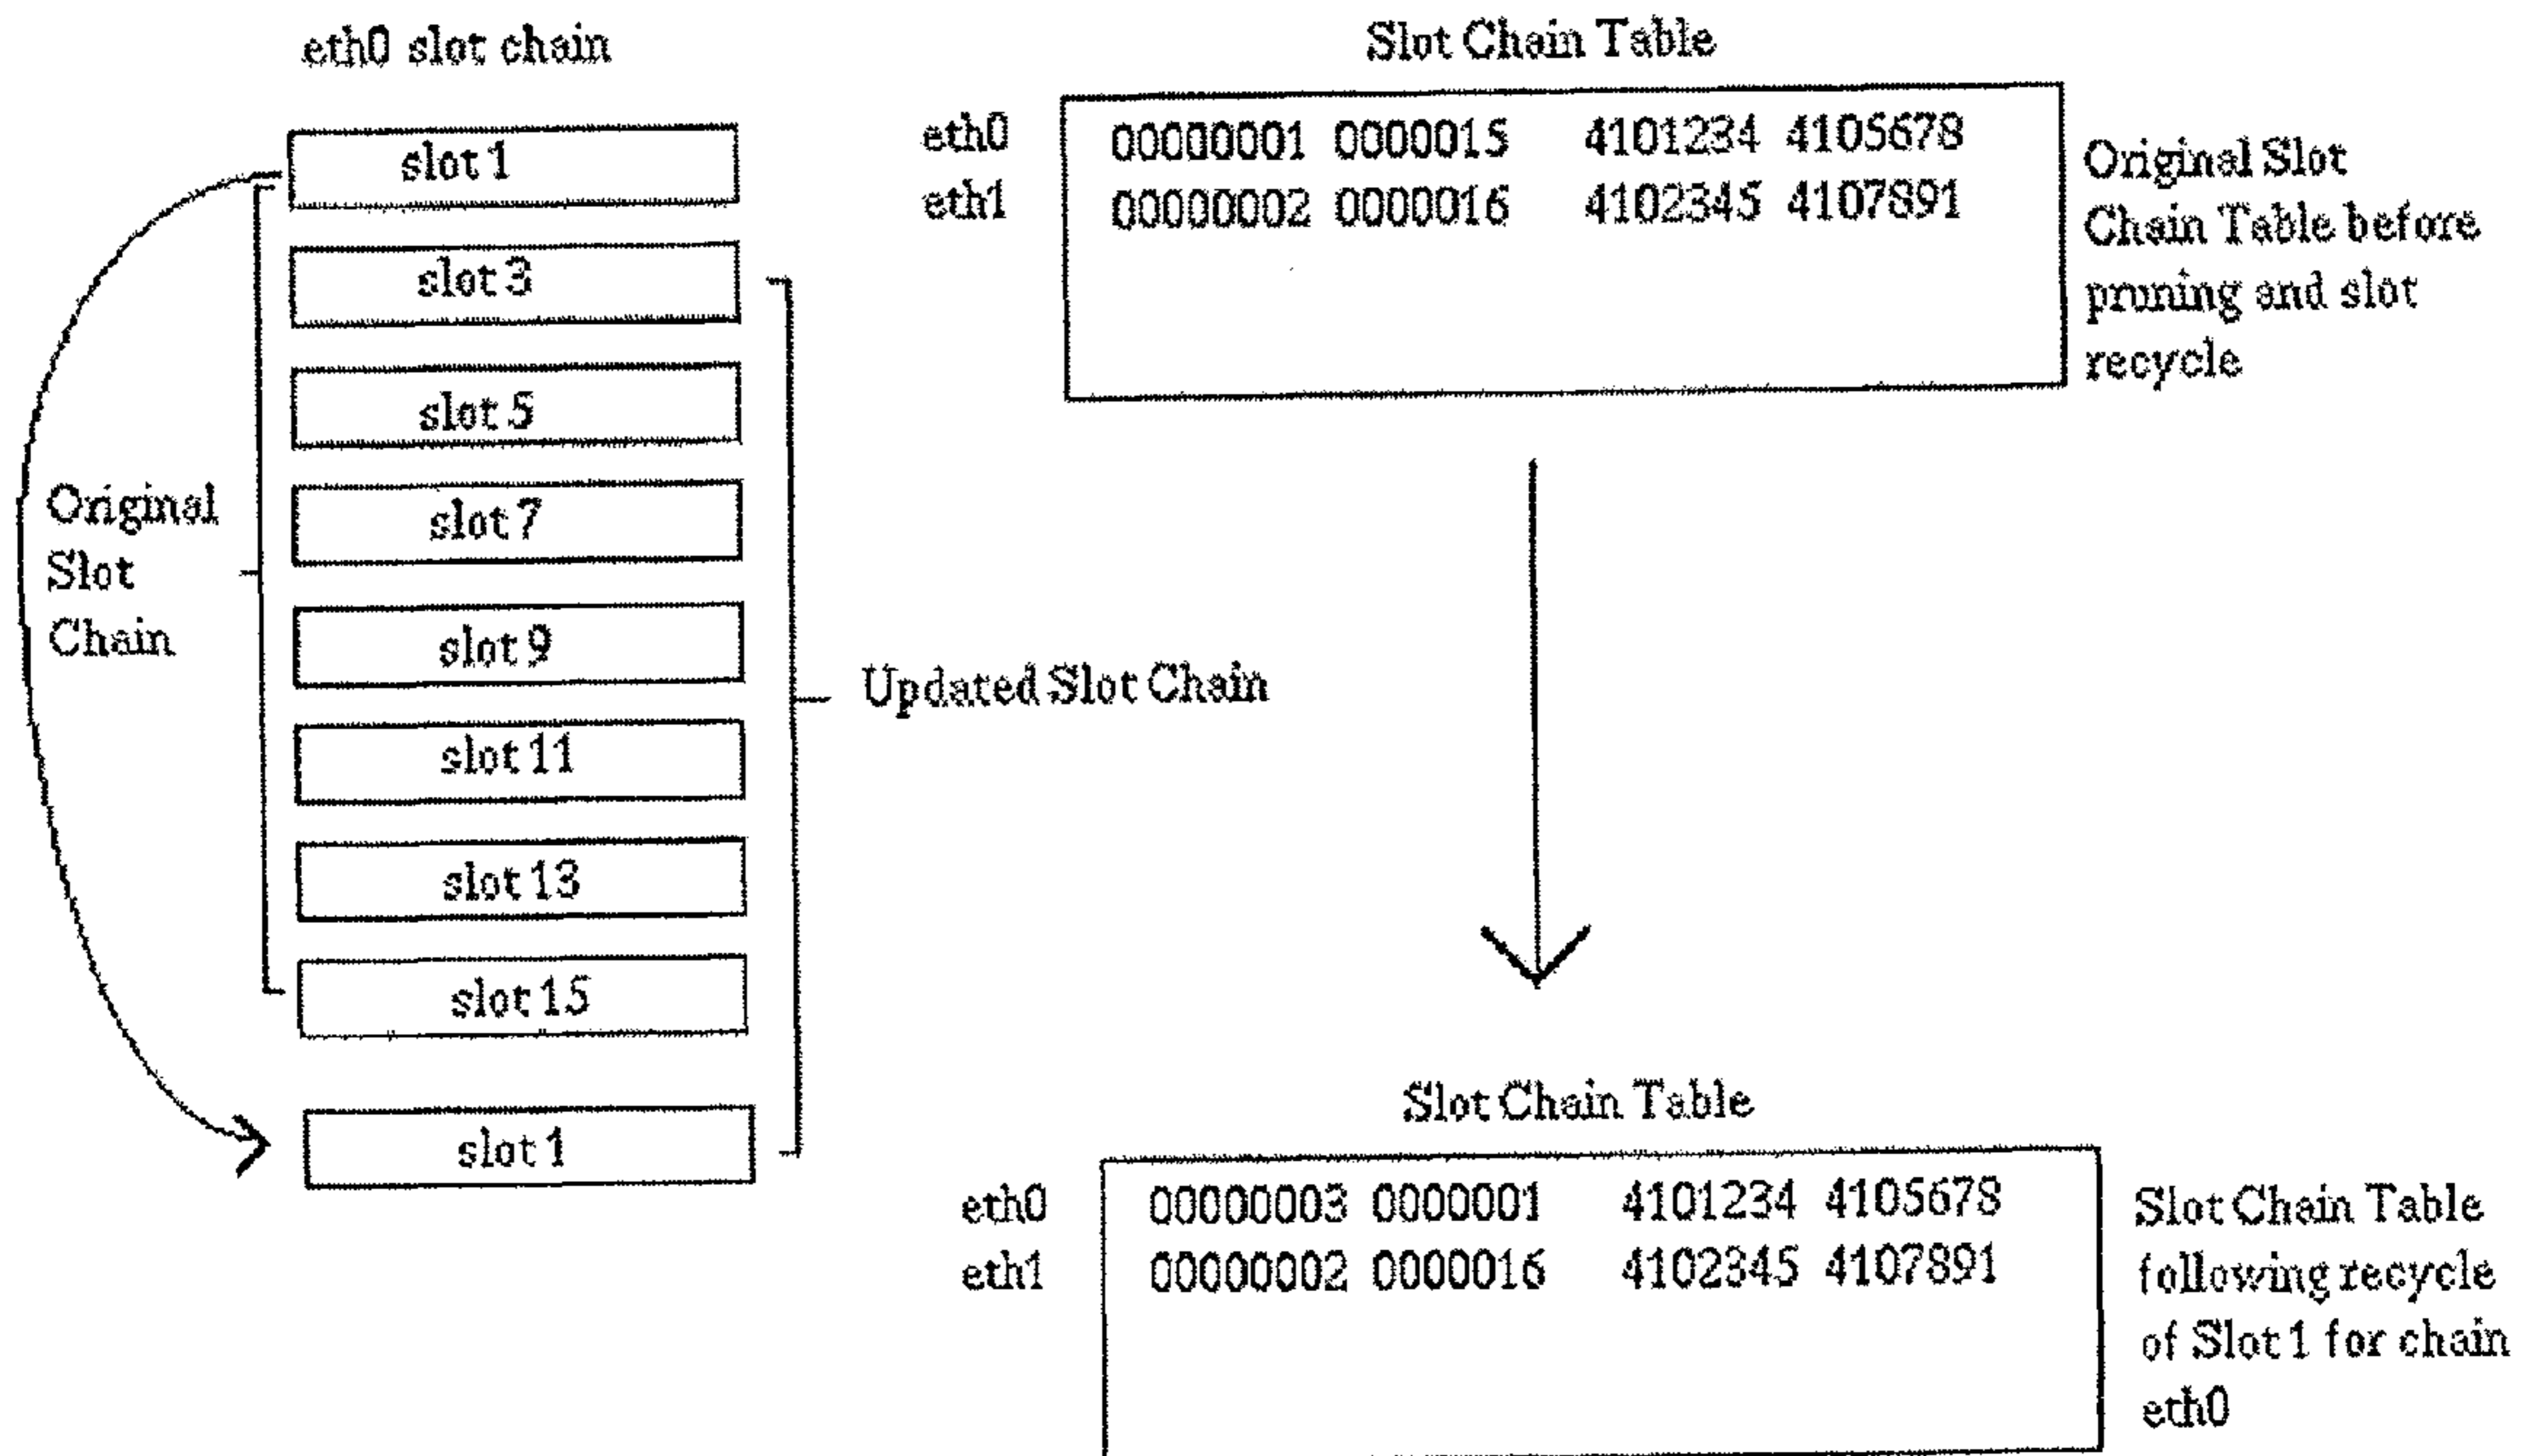 eth0 slot chain
slot 1
slot 3
slot 5
slot 7
slot 9
slot 11
slot 13
slot 15
slot 1
Original
Slot
Chain
Updated Slot Chain
Slot Chain Table
eth0 00000001 0000015 4101234 4105678
eth1 00000002 0000016 4102345 4107891
Original Slot
Chain Table before
pruning and slot
recycle
Slot Chain Table
eth0 00000003 0000001 4101234 4105678
eth1 00000002 0000016 4102345 4107891
Slot Chain Table
following recycle
of Slot 1 for chain
eth0